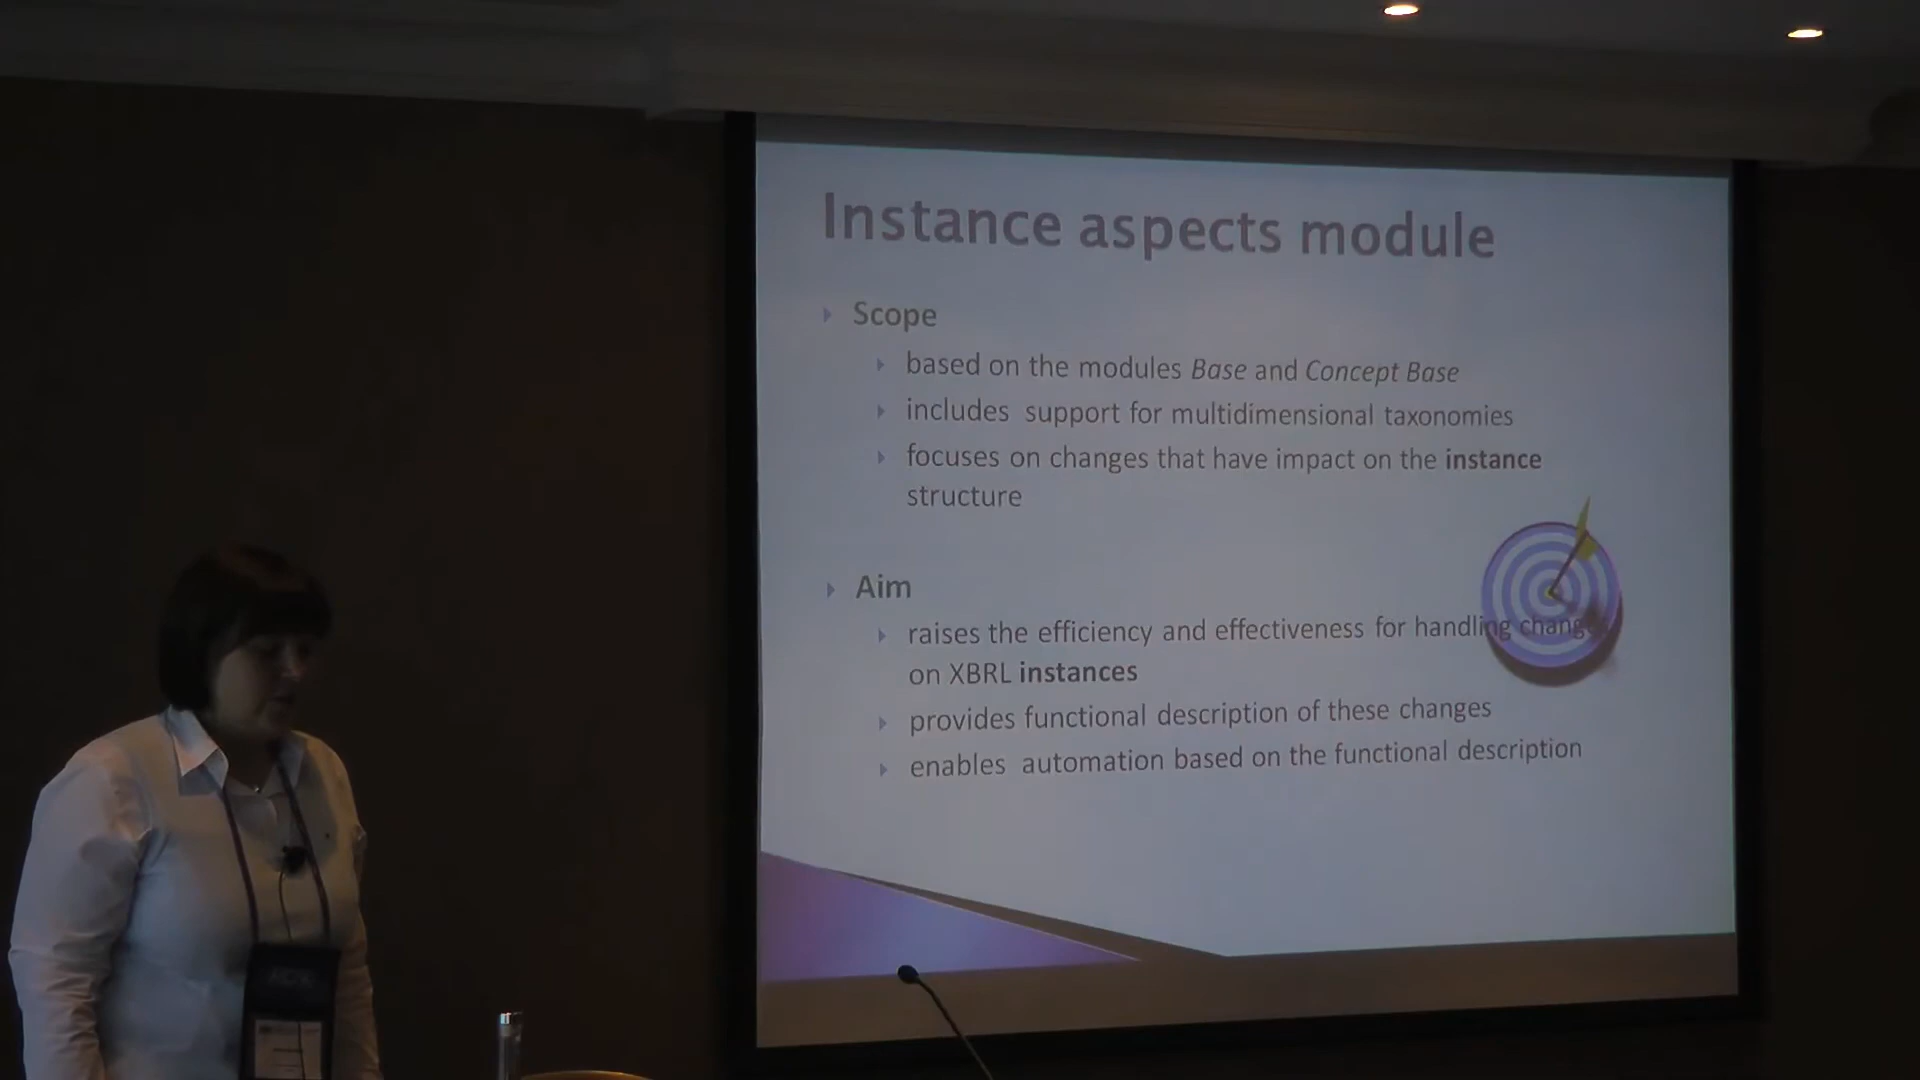 Instance aspects module
Scope
based on the modules Base and Concept Base
includes support for multidimensional taxonomies
focuses on changes that have impact on the instance
structure
Aim
raises the efficiency and effectiveness for handling
on XBRL instances
provides functional description of these changes
enables automation based on the functional description